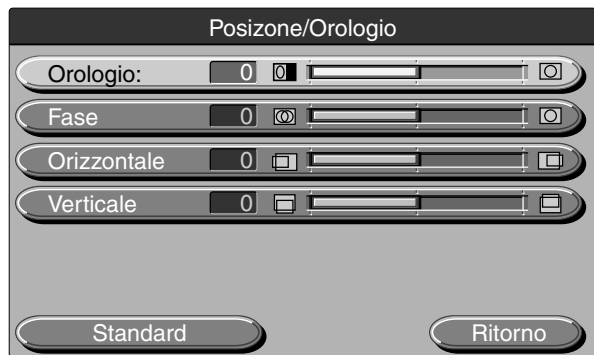 Posizone/Orologio
Orologio: 0
Fase 0
Orizzontale 0
Verticale 0
Standard Ritorno